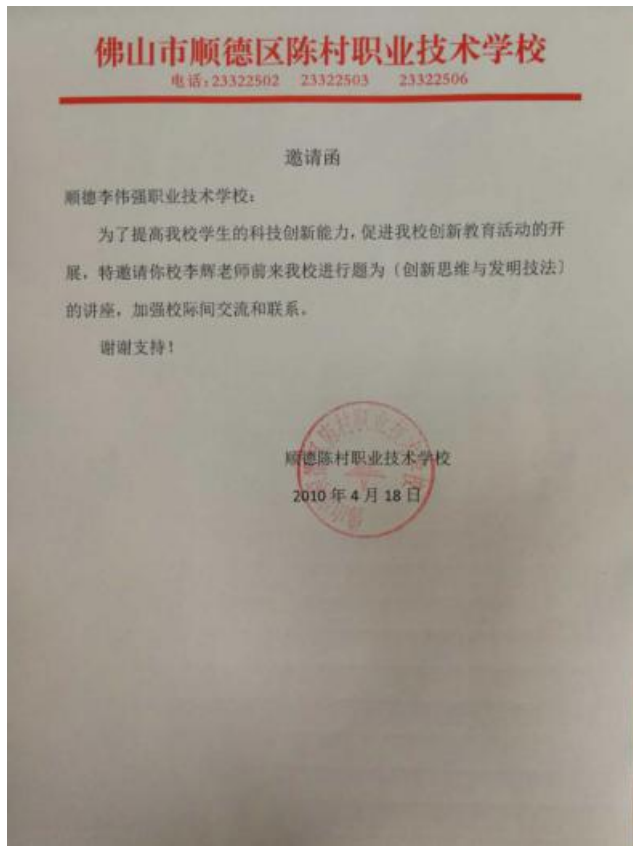 佛山市顺德区陈村职业技术学校
电话:23322502 23322503 23322506
邀请函
顺德李伟强职业技术学校:
为了提高我校学生的科技创新能力,促进我校创新教育活动的开
展,特邀请你校李辉老师前来我校进行题为〔创新思维与发明技法〕
的讲座,加强校际间交流和联系。
谢谢支持!
顺德陈村职业技术学校
2010 年 4 月 18 日